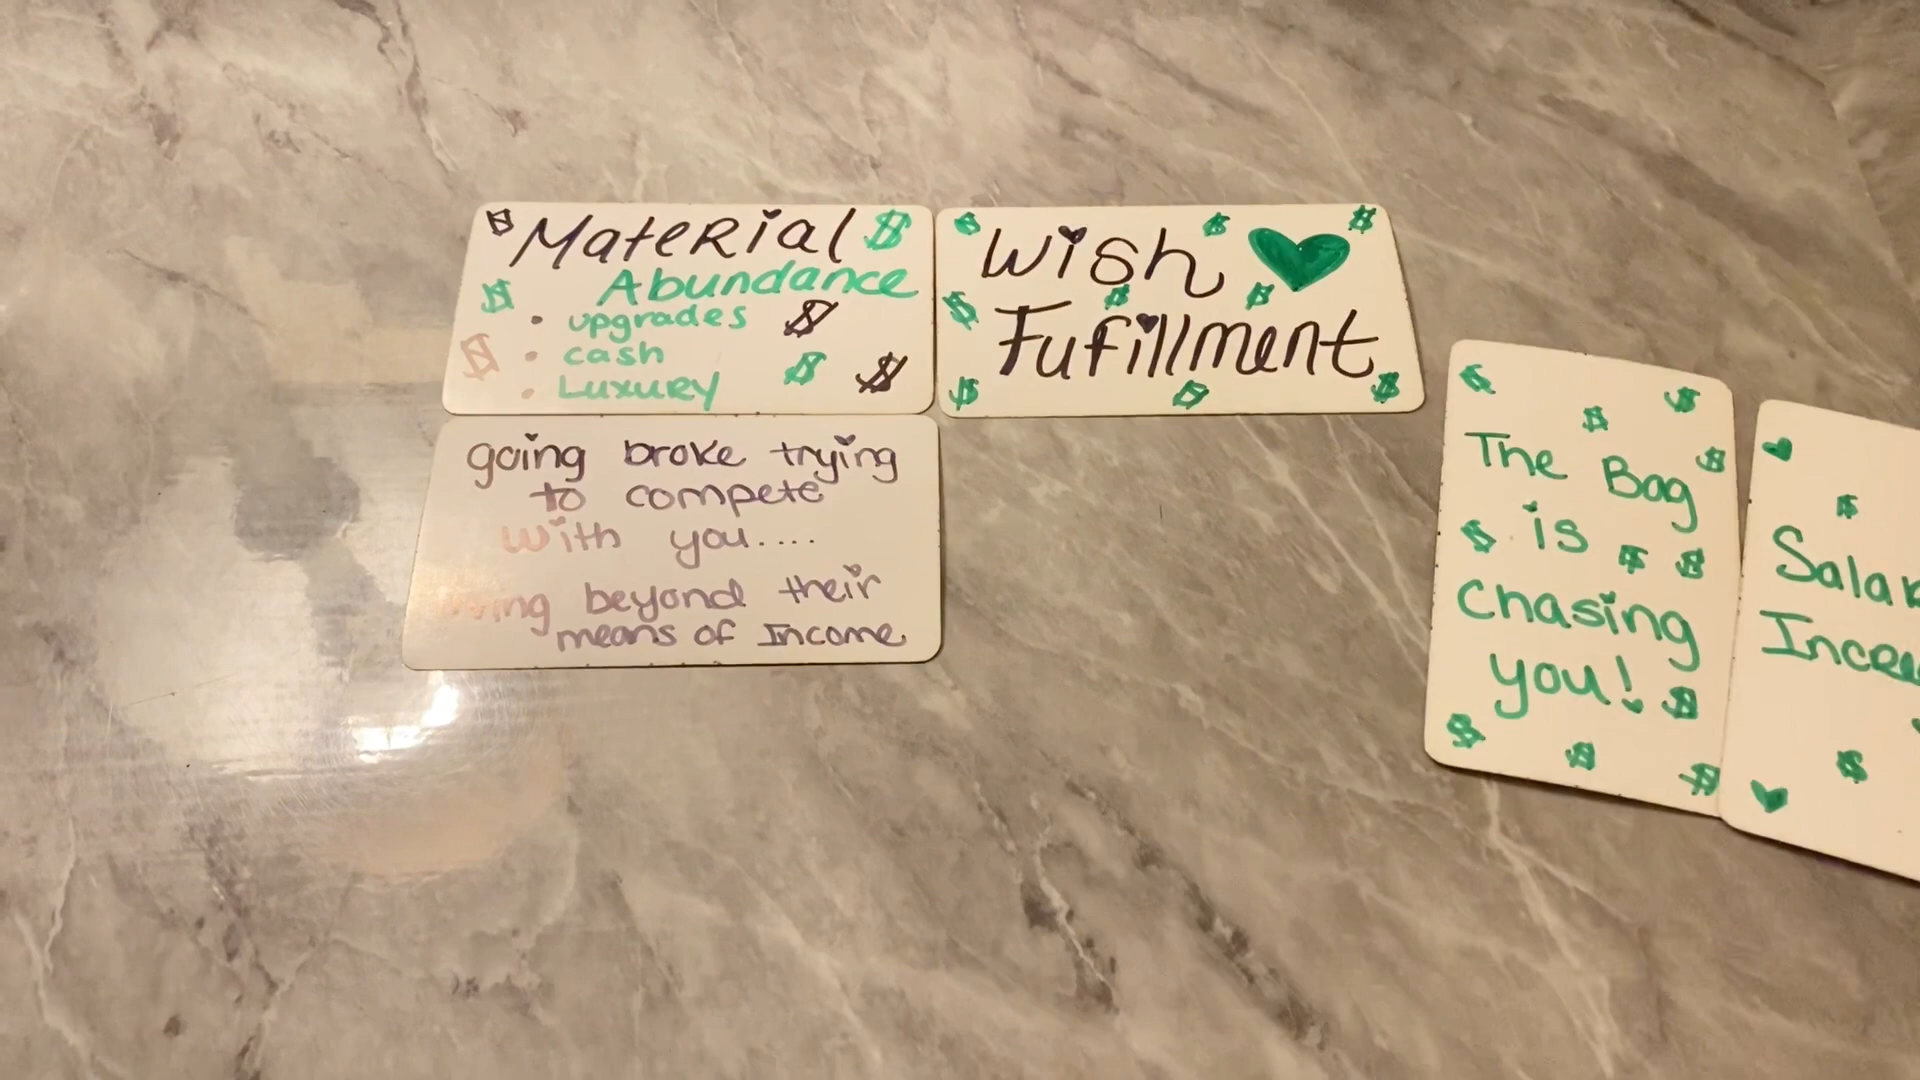 Material $
Abundance
• upgrades
• cash
• Luxury
Wish
Fufillment
going broke trying
to compete
with you....
beyond their
means of Income
The Bag
is
chasing
you!